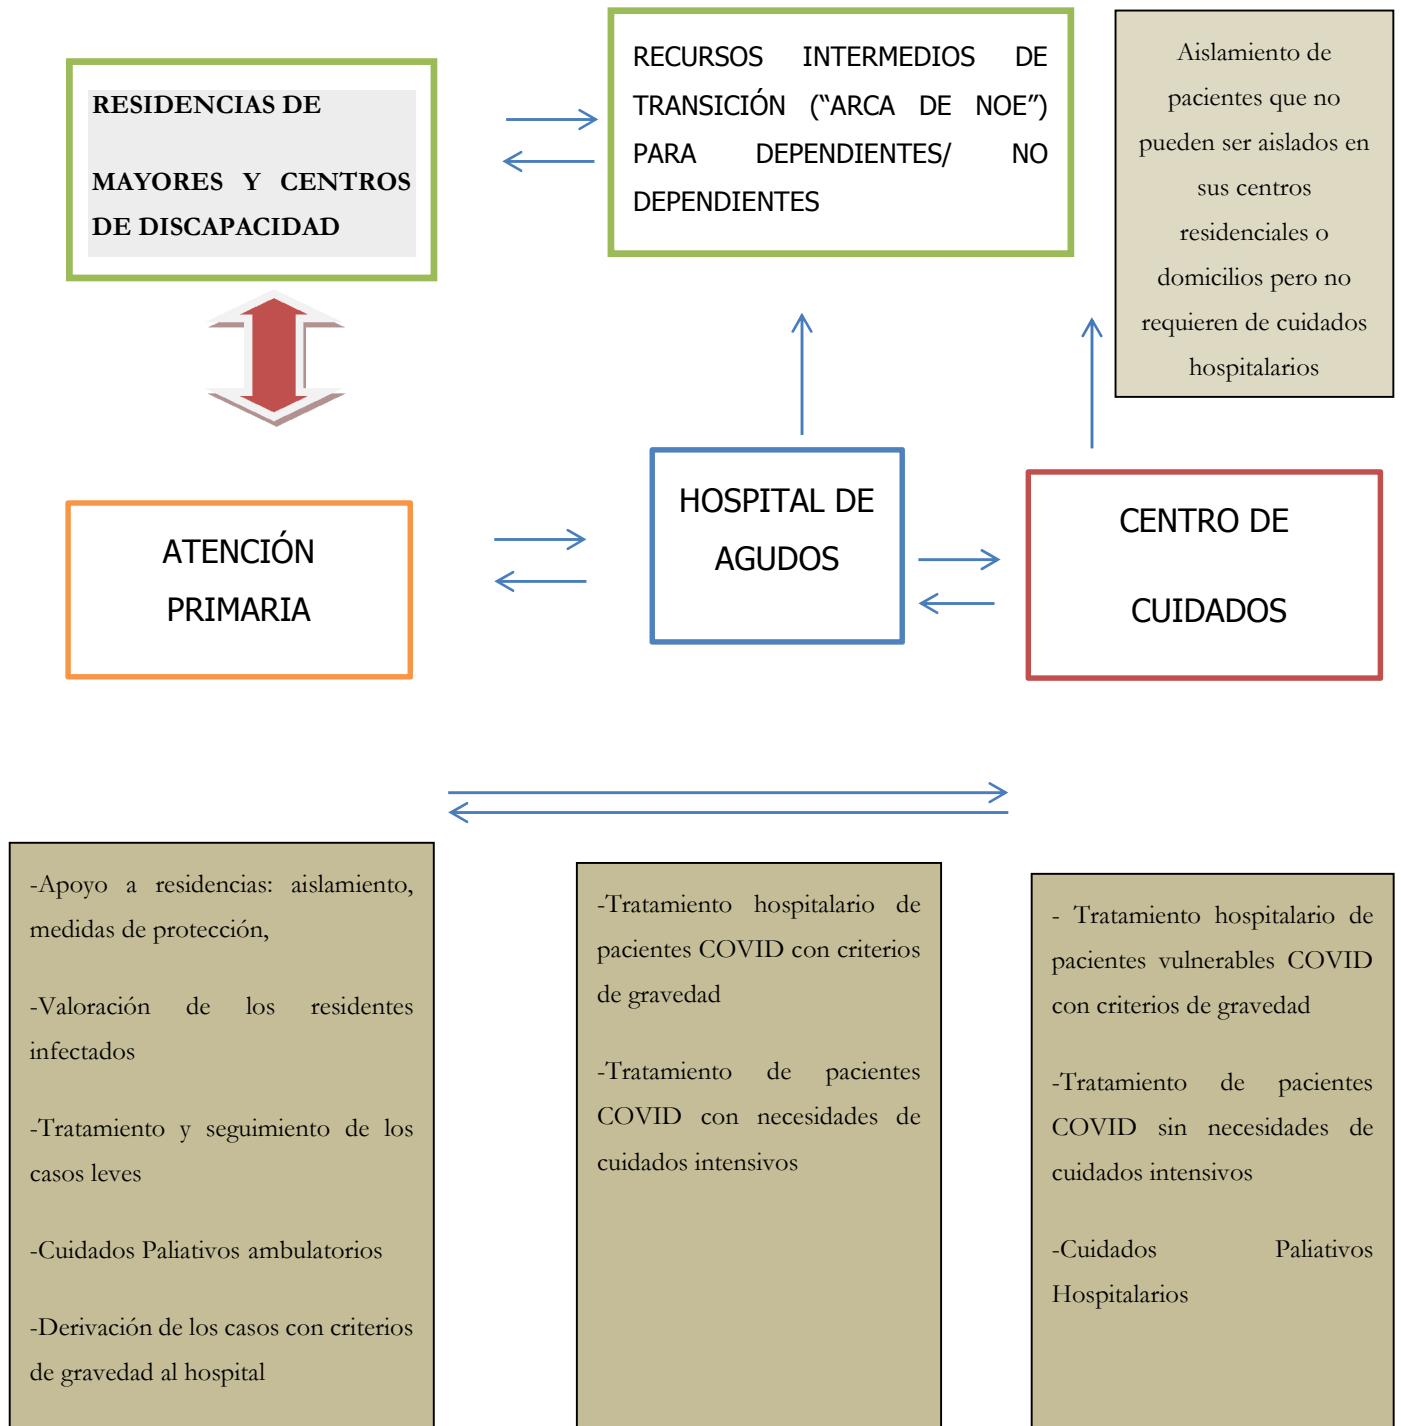 RESIDENCIAS DE
MAYORES Y CENTROS
DE DISCAPACIDAD
RECURSOS INTERMEDIOS DE
TRANSICIÓN (“ARCA DE NOE”)
PARA DEPENDIENTES/ NO
DEPENDIENTES
Aislamiento de
pacientes que no
pueden ser aislados en
sus centros
residenciales o
domicilios pero no
requieren de cuidados
hospitalarios
ATENCIÓN
PRIMARIA
HOSPITAL DE
AGUDOS
CENTRO DE
CUIDADOS
-Apoyo a residencias: aislamiento,
medidas de protección,
-Valoración de los residentes
infectados
-Tratamiento y seguimiento de los
casos leves
-Cuidados Paliativos ambulatorios
-Derivación de los casos con criterios
de gravedad al hospital
-Tratamiento hospitalario de
pacientes COVID con criterios
de gravedad
-Tratamiento de pacientes
COVID con necesidades de
cuidados intensivos
- Tratamiento hospitalario de
pacientes vulnerables COVID
con criterios de gravedad
-Tratamiento de pacientes
COVID sin necesidades de
cuidados intensivos
-Cuidados Paliativos
Hospitalarios